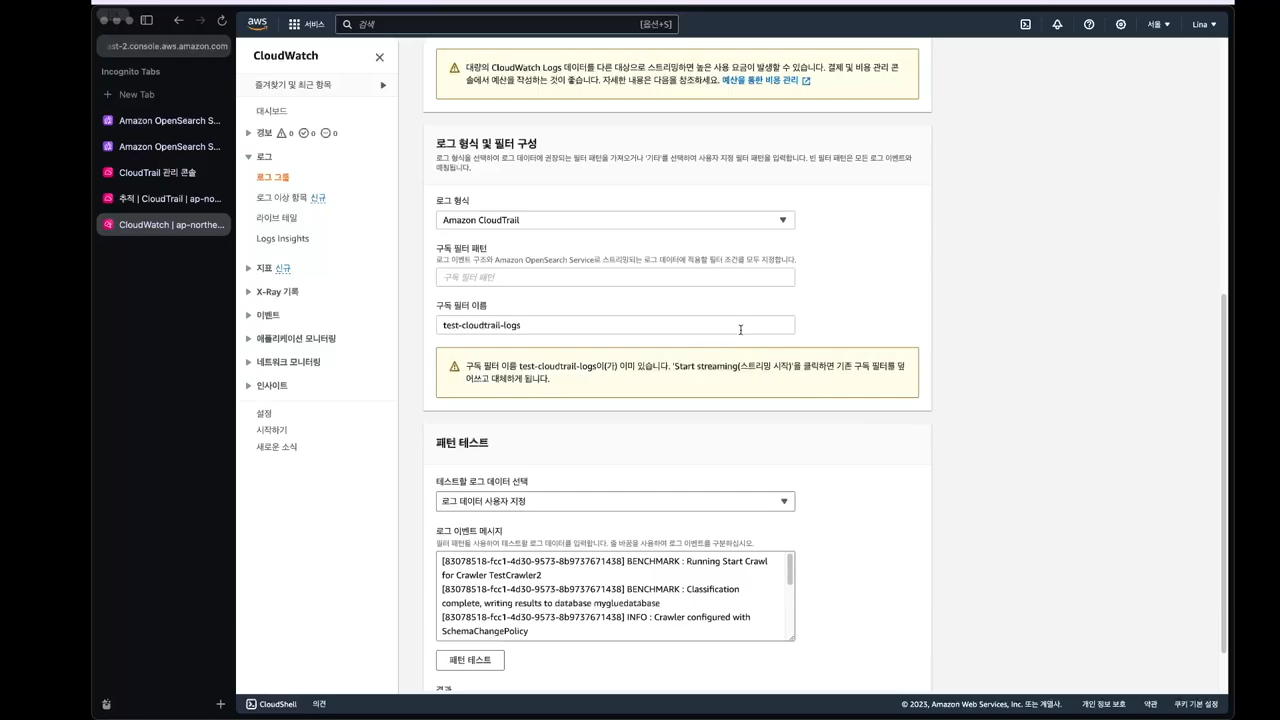 aws
서비스
검색
[옵션+S]
서울
Lina
ast-2.console.aws.amazon.com
Incognito Tabs
New Tab
Amazon OpenSearch S...
Amazon OpenSearch S...
CloudTrail 관리 콘솔
추적 | CloudTrail | ap-no...
CloudWatch | ap-northe...
CloudWatch
즐겨찾기 및 최근 항목
대시보드
경보 0 0 0
로그
로그 그룹
로그 이상 항목 신규
라이브 테일
Logs Insights
지표 신규
X-Ray 기록
이벤트
애플리케이션 모니터링
네트워크 모니터링
인사이트
설정
시작하기
새로운 소식
대량의 CloudWatch Logs 데이터를 다른 대상으로 스트리밍하면 높은 사용 요금이 발생할 수 있습니다. 결제 및 비용 관리 콘
솔에서 예산을 작성하는 것이 좋습니다. 자세한 내용은 다음을 참조하세요. 예산을 통한 비용 관리
로그 형식 및 필터 구성
로그 형식을 선택하여 로그 데이터에 권장되는 필터 패턴을 가져오거나 '기타'를 선택하여 사용자 지정 필터 패턴을 입력합니다. 빈 필터 패턴은 모든 로그 이벤트와
매칭됩니다.
로그 형식
Amazon CloudTrail
구독 필터 패턴
로그 이벤트 구조와 Amazon OpenSearch Service로 스트리밍되는 로그 데이터에 적용할 필터 조건을 모두 지정합니다.
구독 필터 패턴
구독 필터 이름
test-cloudtrail-logs
구독 필터 이름 test-cloudtrail-logs이(가) 이미 있습니다. 'Start streaming(스트리밍 시작)'을 클릭하면 기존 구독 필터를 덮
어쓰고 대체하게 됩니다.
패턴 테스트
테스트할 로그 데이터 선택
로그 데이터 사용자 지정
로그 이벤트 메시지
필터 패턴을 사용하여 테스트할 로그 데이터를 입력합니다. 줄 바꿈을 사용하여 로그 이벤트를 구분하십시오.
[83078518-fcc1-4d30-9573-8b9737671438] BENCHMARK : Running Start Crawl
for Crawler TestCrawler2
[83078518-fcc1-4d30-9573-8b9737671438] BENCHMARK : Classification
complete, writing results to database mygluedatabase
[83078518-fcc1-4d30-9573-8b9737671438] INFO : Crawler configured with
SchemaChangePolicy
패턴 테스트
결과
CloudShell
의견
© 2023, Amazon Web Services, Inc. 또는 계열사.
개인 정보 보호
약관
쿠키 기본 설정